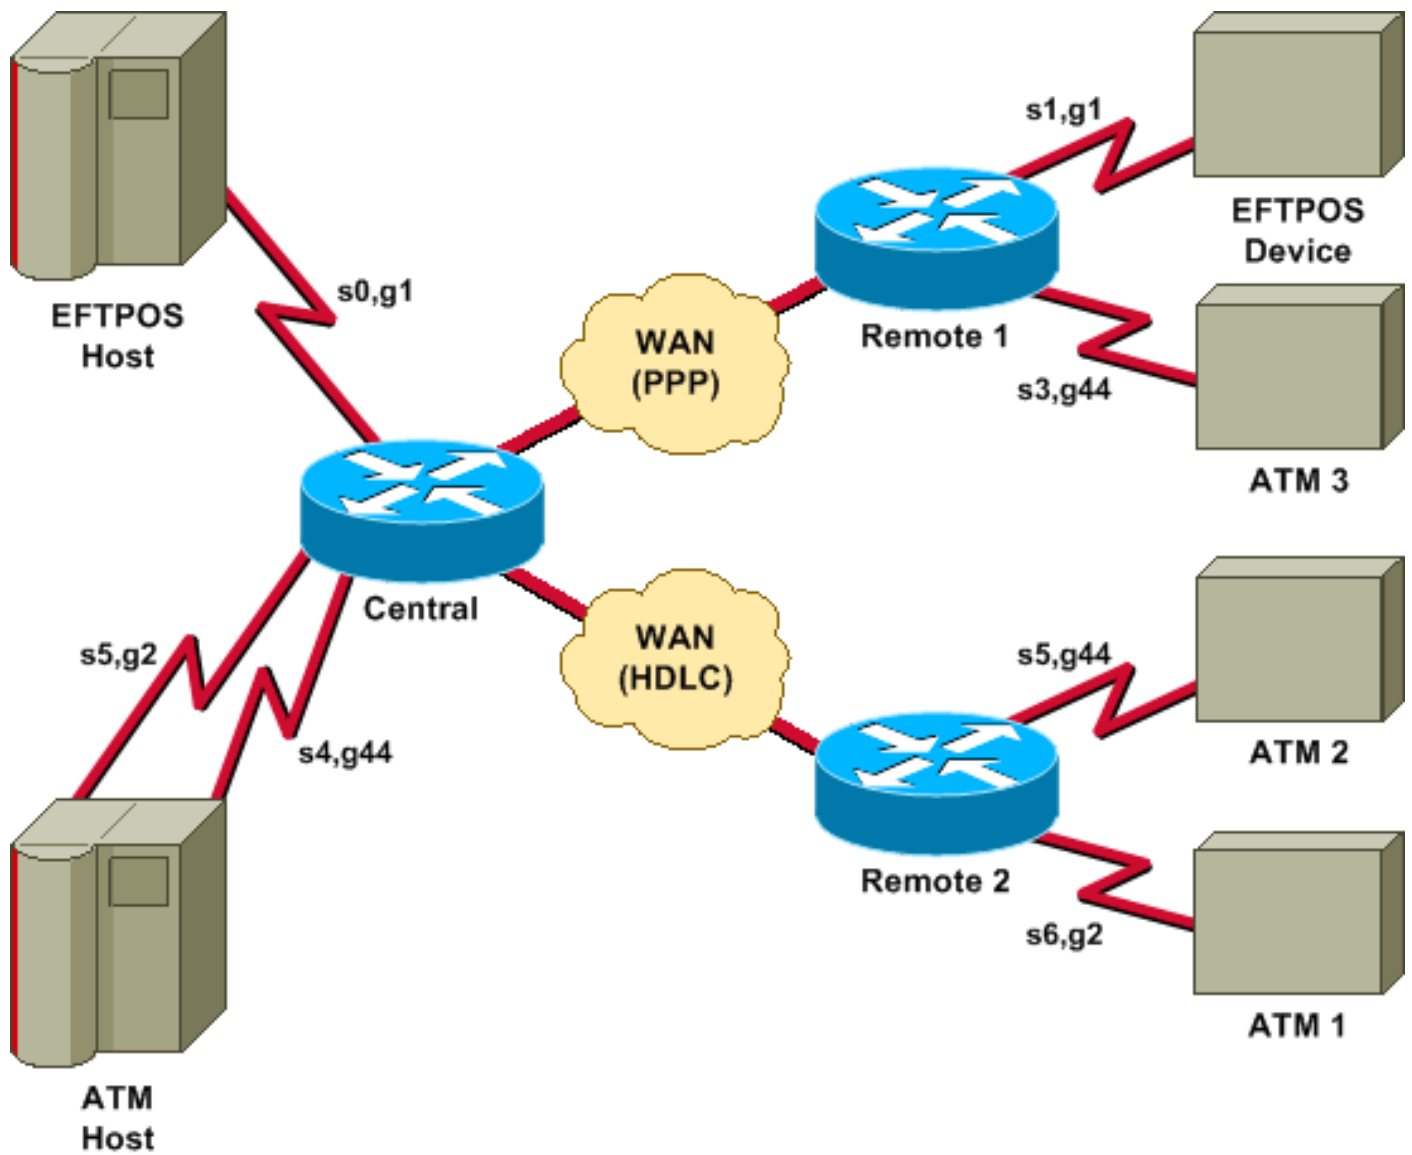 s1,g1
EFTPOS
Device
EFTPOS
Host
s0,g1
WAN
(PPP)
Remote 1
s3,g44
ATM 3
Central
WAN
(HDLC)
s5,g2
s4,g44
s5,g44
ATM 2
Remote 2
s6,g2
ATM 1
ATM
Host